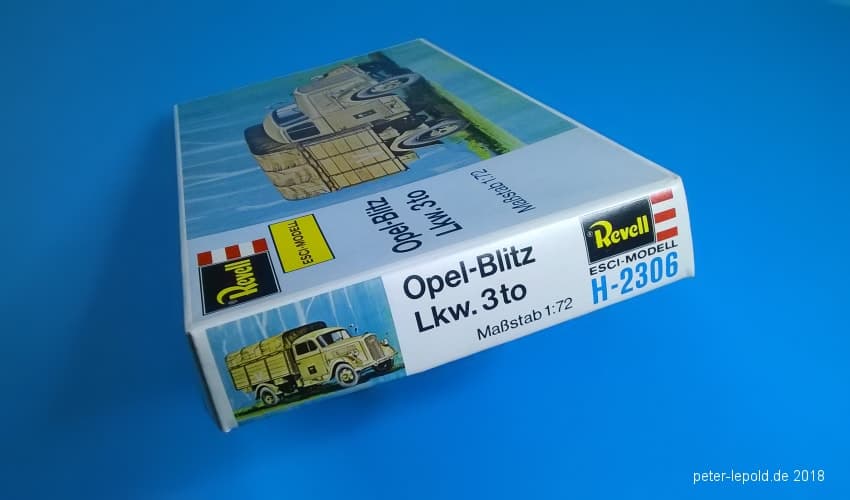 Revell
ESCI-MODELL
Opel-Blitz
Lkw. 3to
Maßstab 1:72
Opel-Blitz
Lkw. 3to
Maßstab 1:72
® Revell
ESCI-MODELL
H-2306
peter-lepold.de 2018